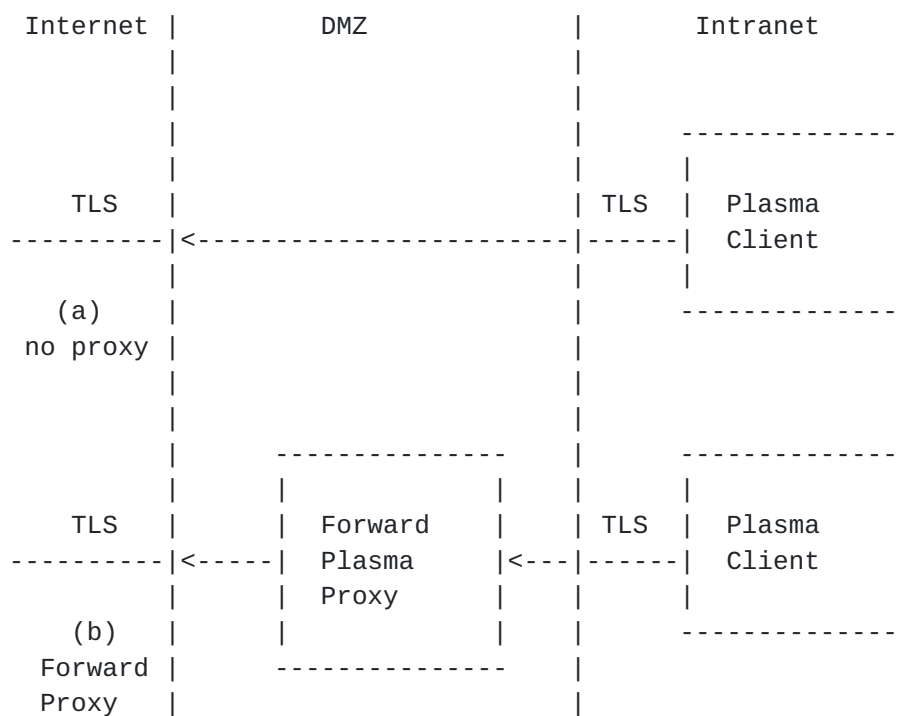 Internet | DMZ | Intranet
| |
| |
| | --------------
| | |
TLS | | TLS | Plasma
----------|<------------------------|------| Client
| | |
(a) | | --------------
no proxy | |
| |
| |
| --------------- | --------------
| | | | |
TLS | | Forward | | TLS | Plasma
----------|<-----| Plasma |<---|------| Client
| | Proxy | | |
(b) | | | | --------------
Forward | --------------- |
Proxy | |